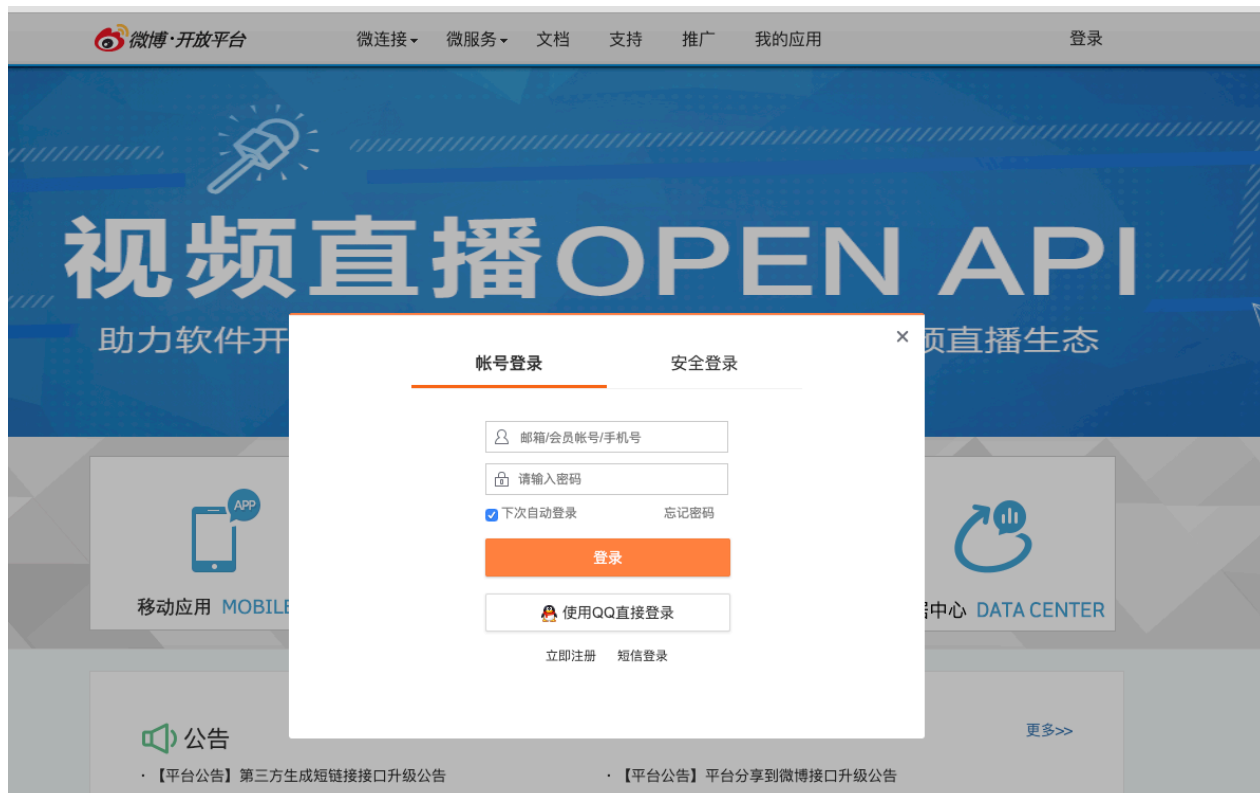 微博·开放平台 微连接 微服务 文档 支持 推广 我的应用 登录
视频直播OPEN API
助力软件开 频直播生态
帐号登录 安全登录
邮箱/会员帐号/手机号
请输入密码
下次自动登录 忘记密码
登录
使用QQ直接登录
立即注册 短信登录
APP
移动应用 MOBILE
中心 DATA CENTER
公告 更多>>
· 【平台公告】第三方生成短链接接口升级公告 · 【平台公告】平台分享到微博接口升级公告